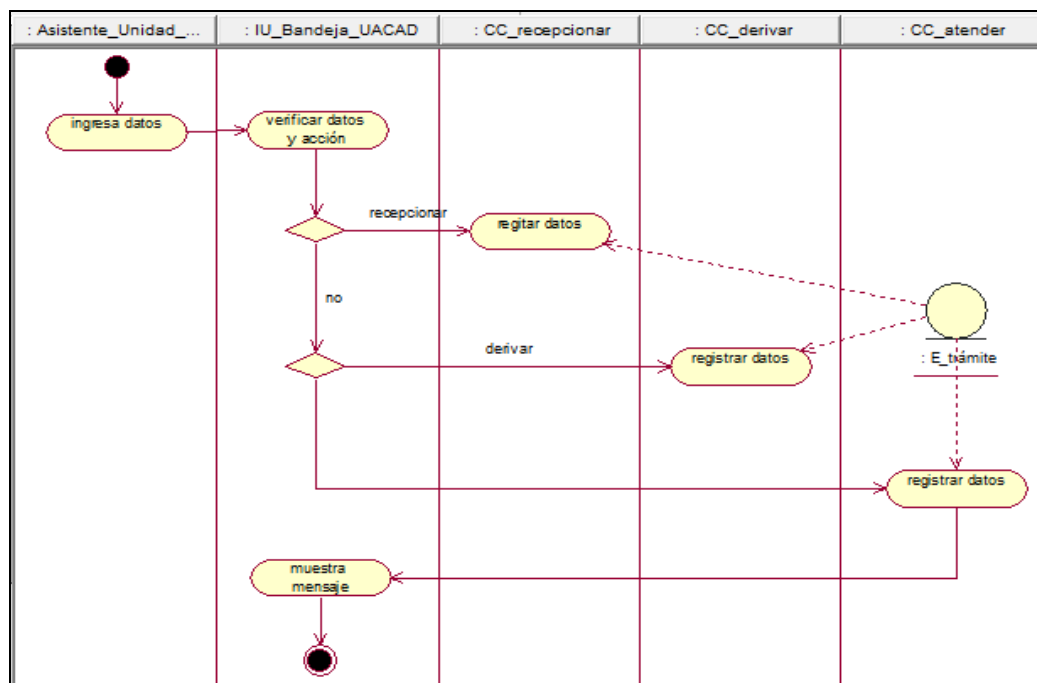 : Asistente_Unidad_...
: IU_Bandeja_UACAD
: CC_recepcionar
: CC_derivar
: CC_atender
ingresa datos
verificar datos
y acción
recepcionar
regitar datos
no
derivar
registrar datos
: E_trámite
registrar datos
muestra
mensaje